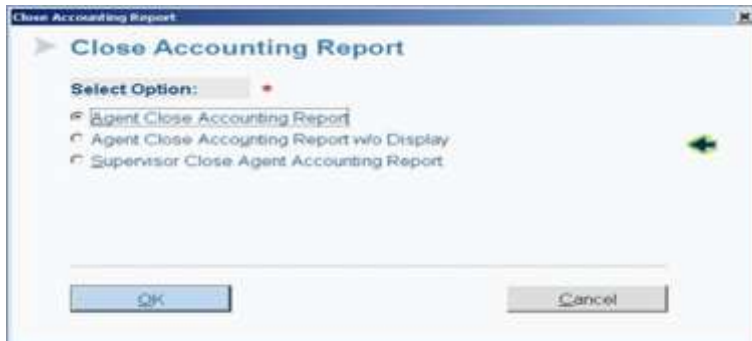 Close Accounting Report
Close Accounting Report
Select Option: *
Agent Close Accounting Report
Agent Close Accounting Report w/o Display
Supervisor Close Agent Accounting Report
OK
Cancel